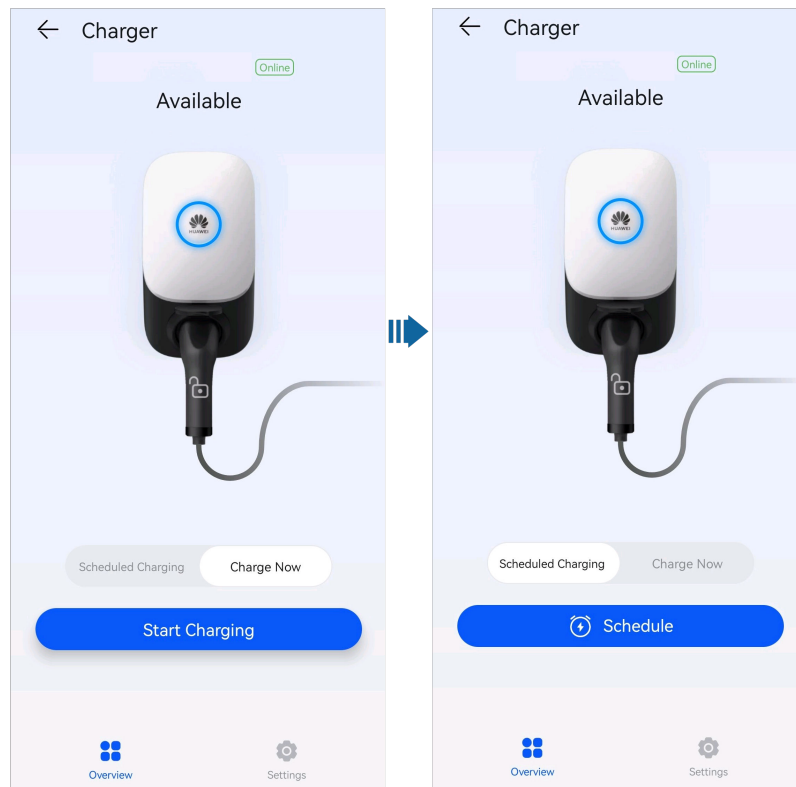 Charger
Online
Available
HUAWEI
Scheduled Charging
Charge Now
Start Charging
Overview
Settings
Charger
Online
Available
HUAWEI
Scheduled Charging
Charge Now
Schedule
Overview
Settings